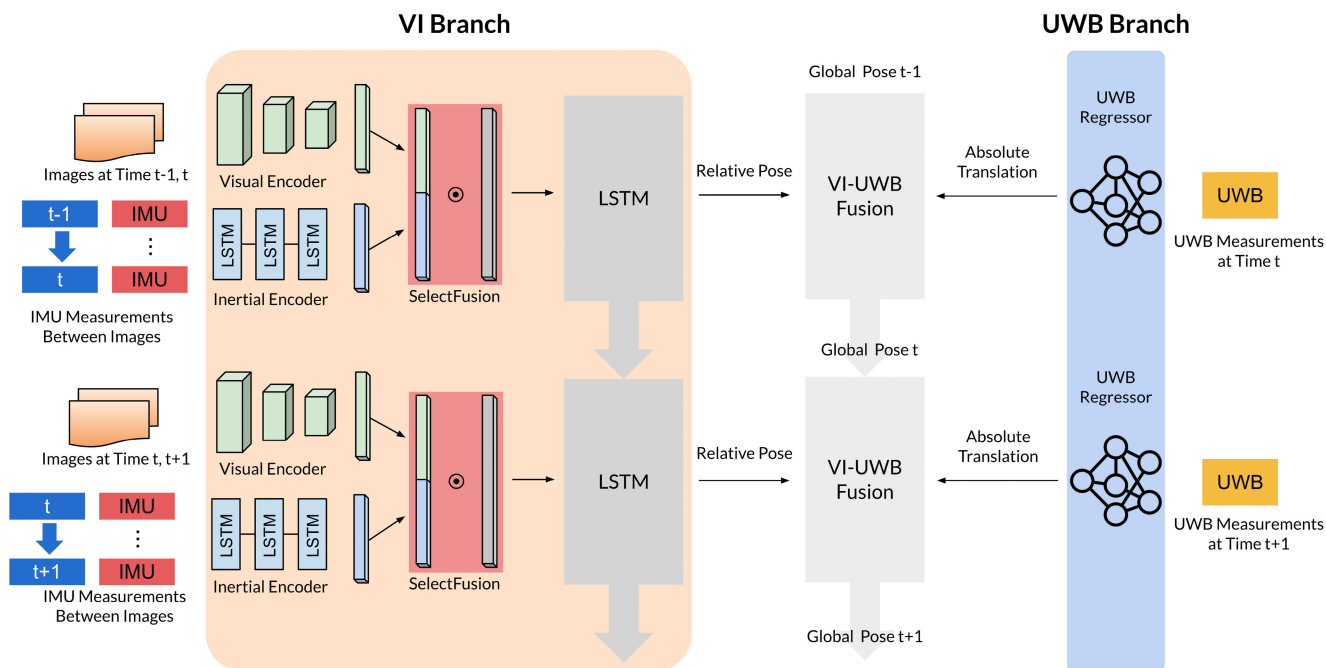 VI Branch
UWB Branch
Images at Time t-1, t
t-1
IMU
t
IMU
IMU Measurements
Between Images
Visual Encoder
LSTM
LSTM
LSTM
Inertial Encoder
SelectFusion
LSTM
Relative Pose
Global Pose t-1
VI-UWB
Fusion
Global Pose t
Absolute
Translation
UWB
Regressor
UWB
UWB Measurements
at Time t
Images at Time t, t+1
t
IMU
t+1
IMU
IMU Measurements
Between Images
Visual Encoder
LSTM
LSTM
LSTM
Inertial Encoder
SelectFusion
LSTM
Relative Pose
VI-UWB
Fusion
Global Pose t+1
Absolute
Translation
UWB
Regressor
UWB
UWB Measurements
at Time t+1